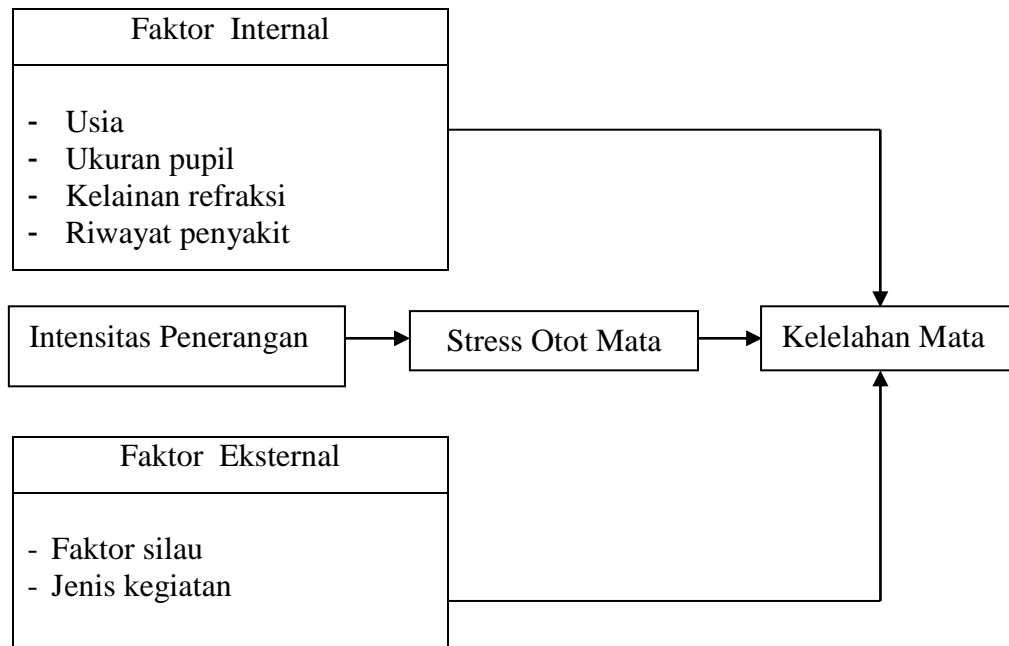 Faktor Internal
- Usia
- Ukuran pupil
- Kelainan refraksi
- Riwayat penyakit
Intensitas Penerangan
Stress Otot Mata
Kelelahan Mata
Faktor Eksternal
- Faktor silau
- Jenis kegiatan